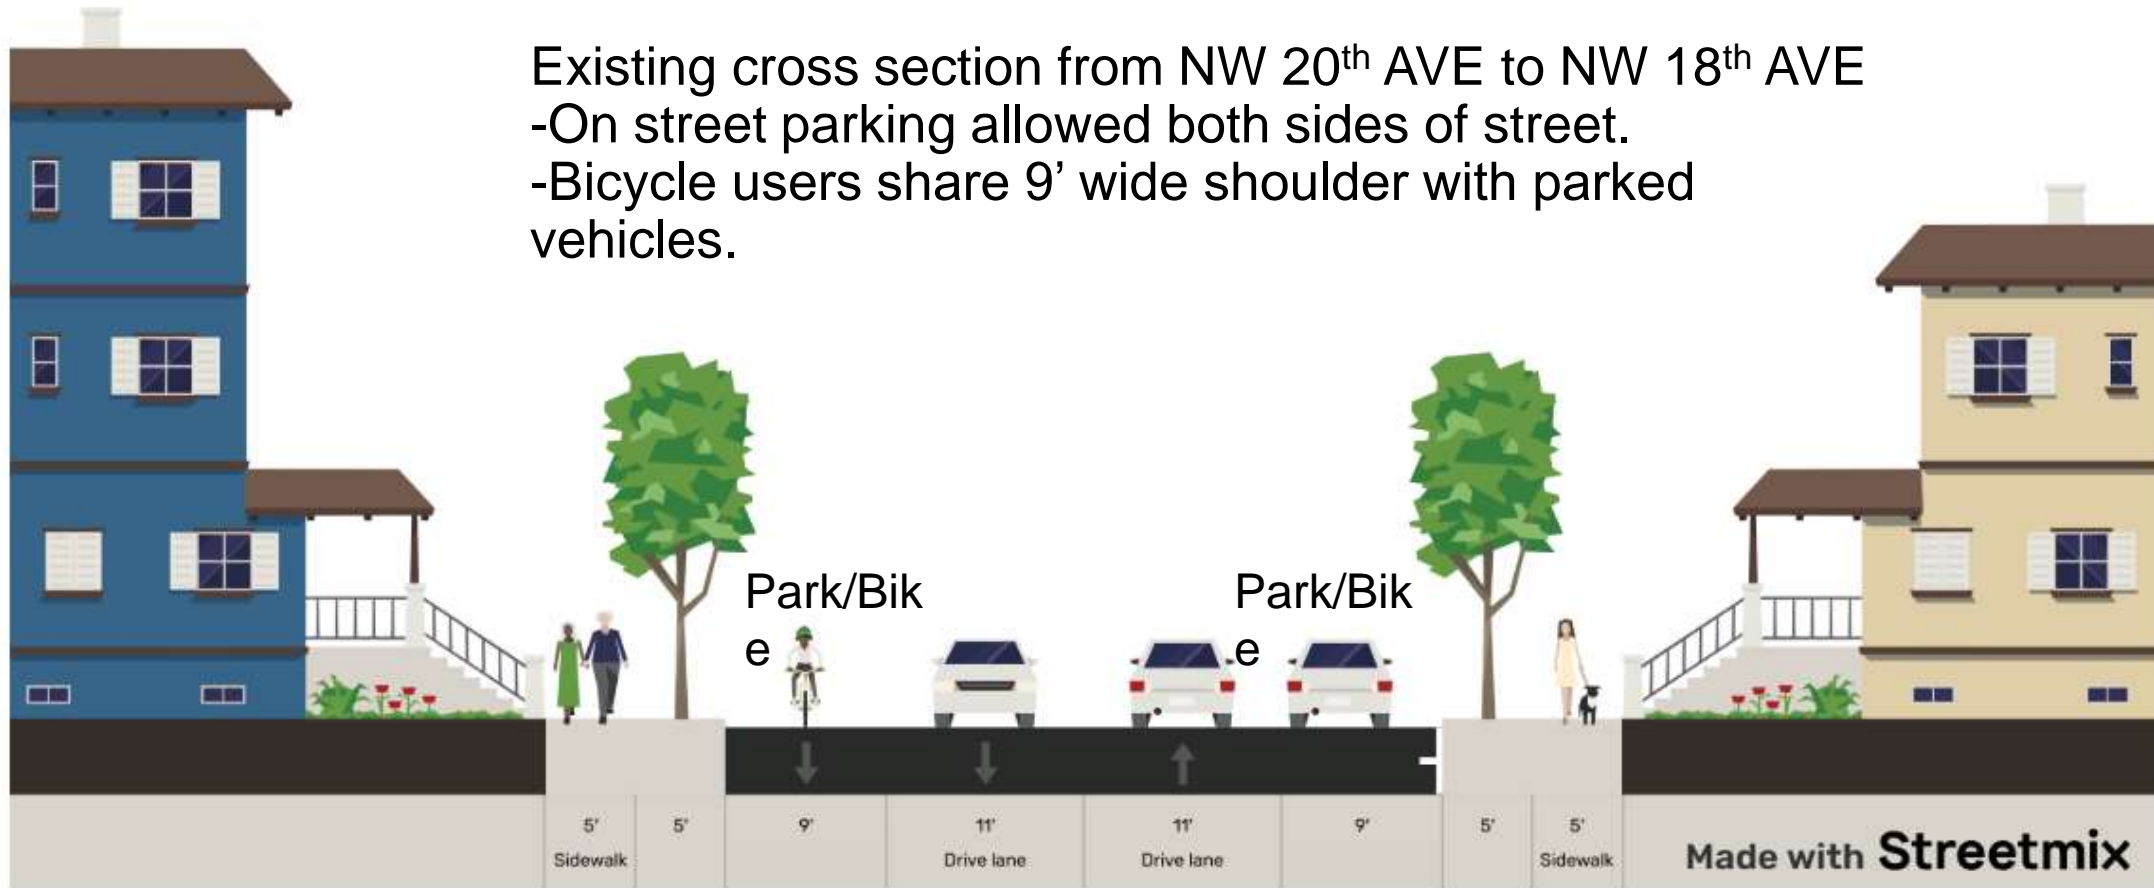 Existing cross section from NW 20th AVE to NW 18th AVE
-On street parking allowed both sides of street.
-Bicycle users share 9’ wide shoulder with parked
vehicles.
Park/Bik
e
Park/Bik
e
5' 5' 9' 11' 11' 9' 5' 5'
Sidewalk Drive lane Drive lane Sidewalk
Made with Streetmix